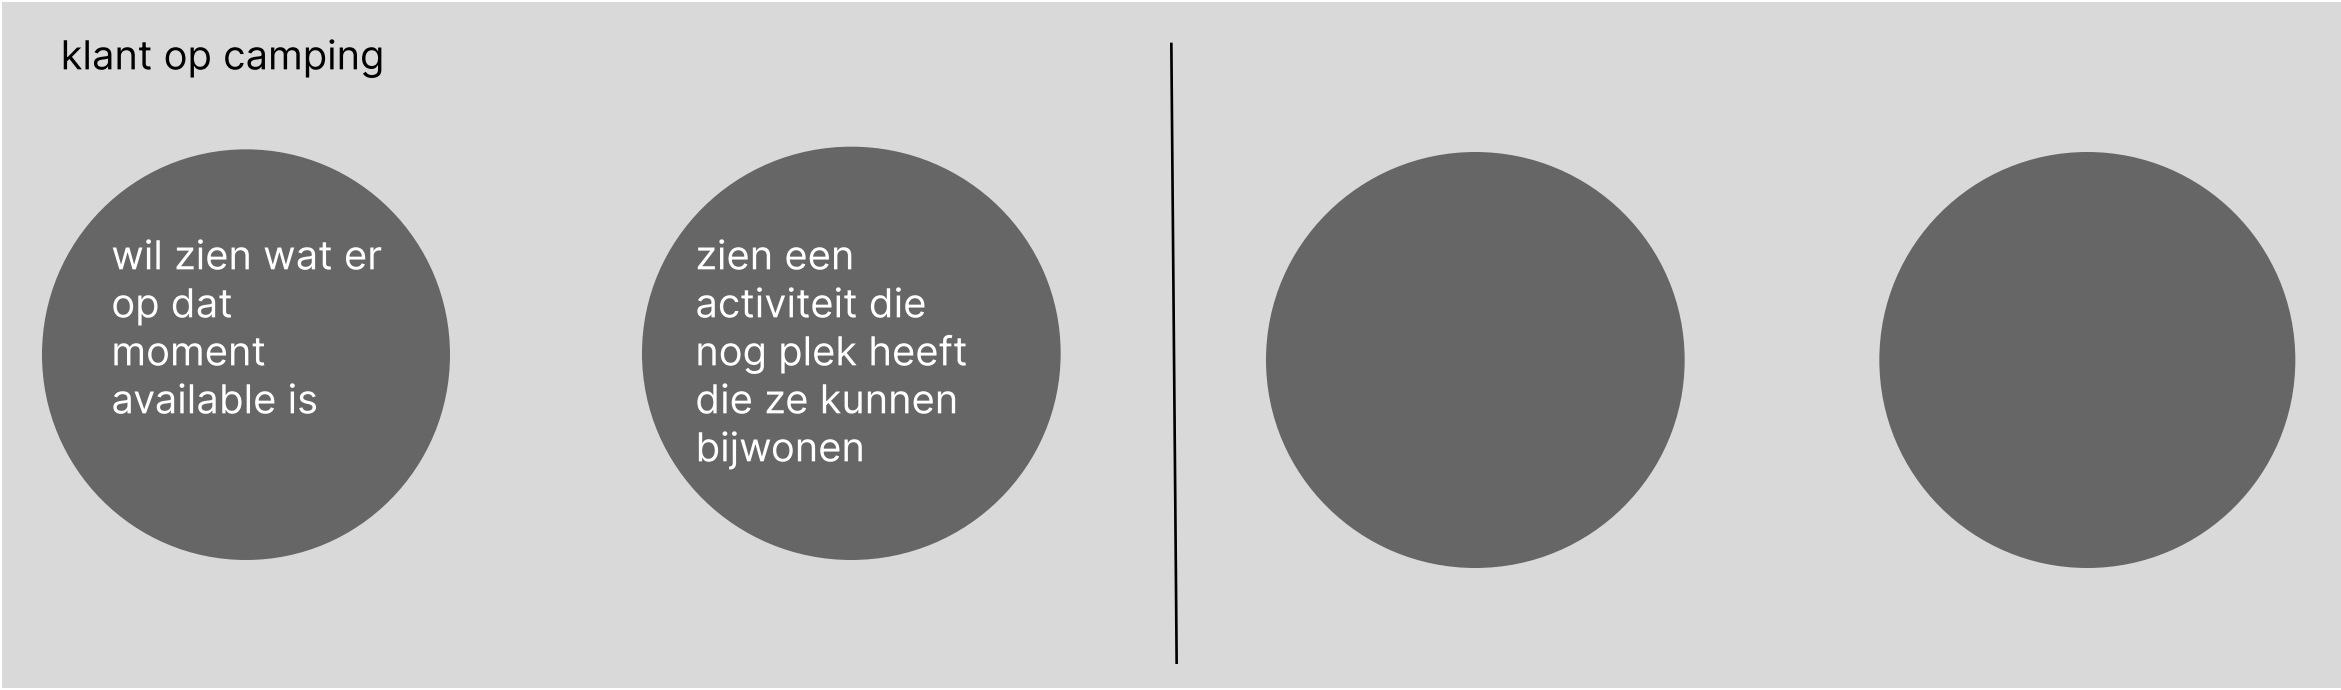 klant op camping
wil zien wat er
op dat
moment
available is
zien een
activiteit die
nog plek heeft
die ze kunnen
bijwonen